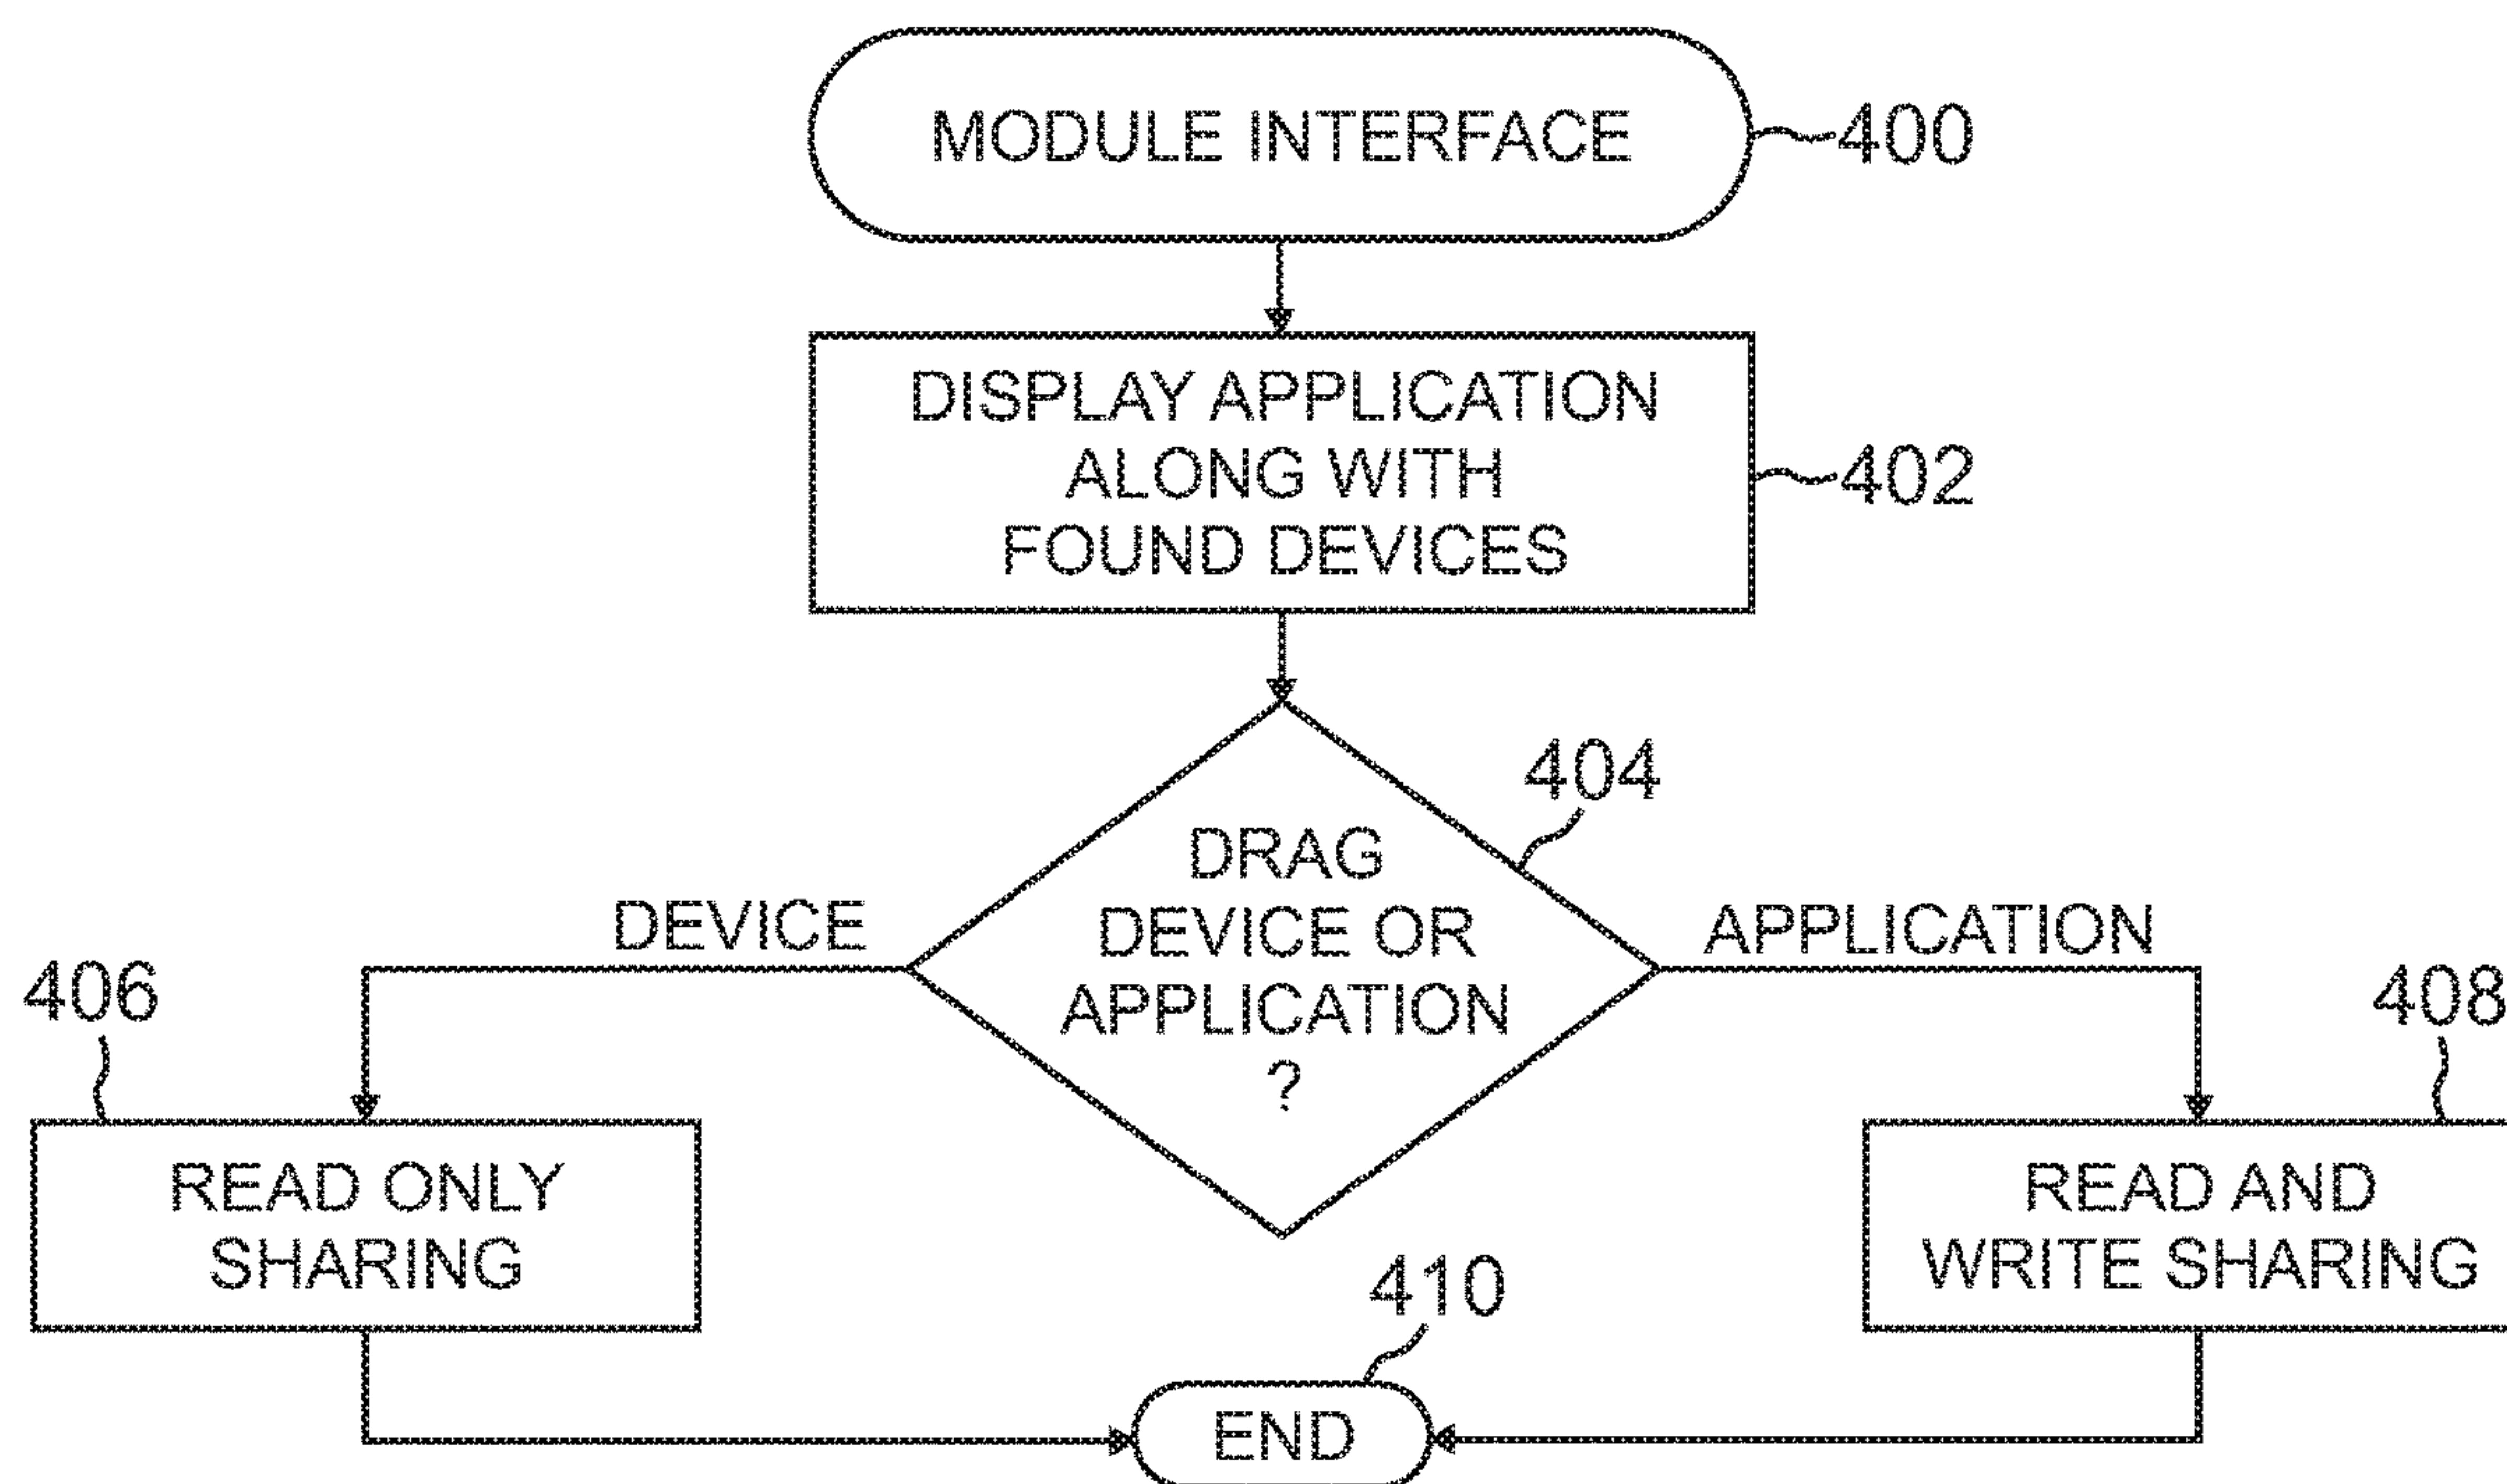 MODULE INTERFACE
400
DISPLAY APPLICATION
ALONG WITH
FOUND DEVICES
402
404
DRAG
DEVICE OR
APPLICATION
?
DEVICE
APPLICATION
406
408
READ ONLY
SHARING
READ AND
WRITE SHARING
410
END